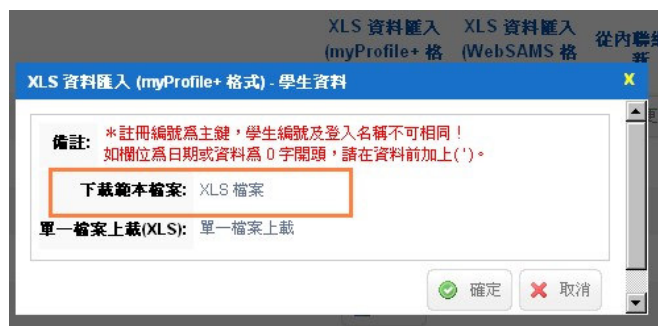 XLS 資料匯入 XLS 資料匯入
(myProfile+ 格 (WebSAMS 格 從內聯
XLS 資料匯入 (myProfile+ 格式) - 學生資料 X
備註: *註冊編號為主鍵，學生編號及登入名稱不可相同！
如欄位為日期或資料為 0 字開頭，請在資料前加上(')。
下載範本檔案: XLS 檔案
單一檔案上載(XLS): 單一檔案上載
確定 取消